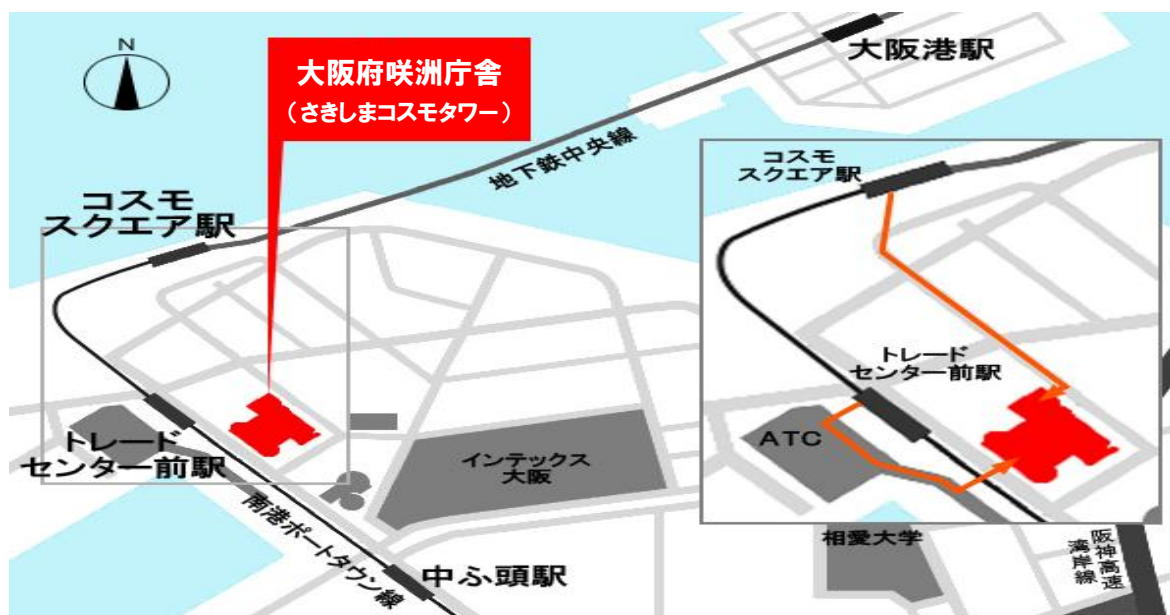 N
大阪府咲洲庁舎
（さきしまコスモタワー）
大阪港駅
地下鉄中央線
コスモ
スクエア駅
トレード
センター前駅
南港ポートタウン線
中ふ頭駅
インテックス
大阪
コスモ
スクエア駅
トレード
センター前駅
ATC
相愛大学
阪神高速
湾岸線